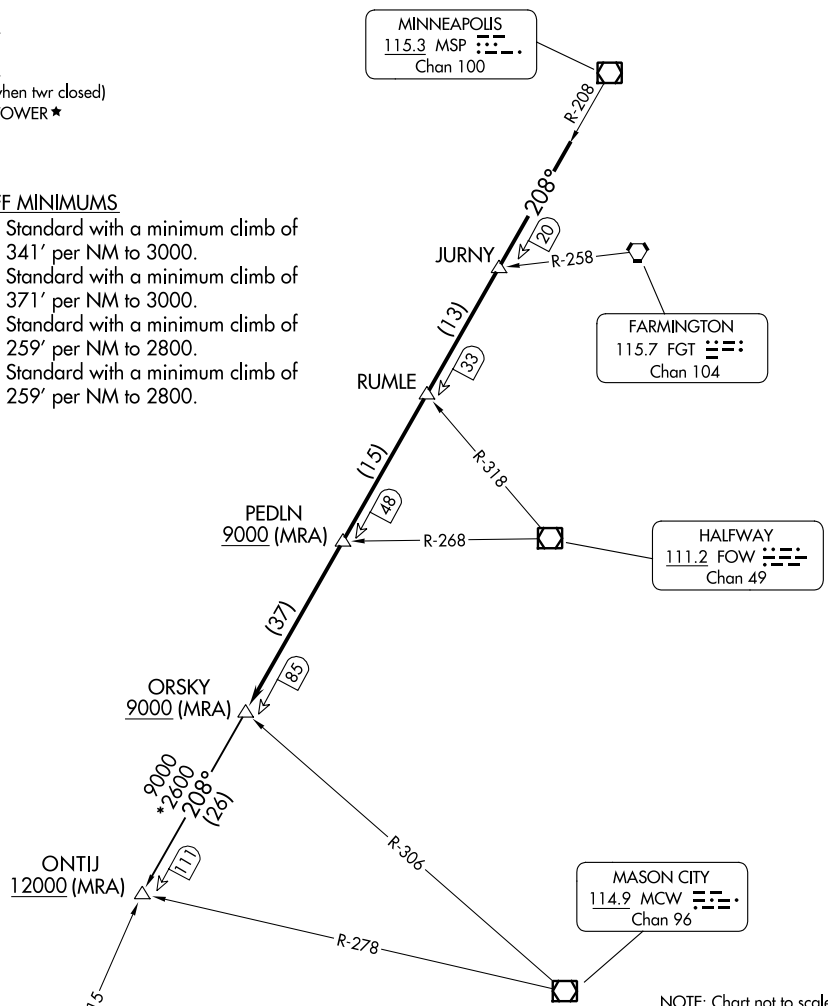 MINNEAPOLIS
115.3 MSP
Chan 100
when twr closed)
TOWER★
R-208
208°
MINIMUMS
Standard with a minimum climb of
341' per NM to 3000.
Standard with a minimum climb of
371' per NM to 3000.
Standard with a minimum climb of
259' per NM to 2800.
Standard with a minimum climb of
259' per NM to 2800.
JURNY
20
R-258
FARMINGTON
115.7 FGT
Chan 104
(13)
RUMLE
33
(15)
R-318
PEDLN
9000 (MRA)
48
R-268
HALFWAY
111.2 FOW
Chan 49
(37)
ORSKY
9000 (MRA)
85
9000
*2600
208°
(26)
R-306
ONTIJ
12000 (MRA)
111
MASON CITY
114.9 MCW
Chan 96
R-278
15
NOTE: Chart not to scale